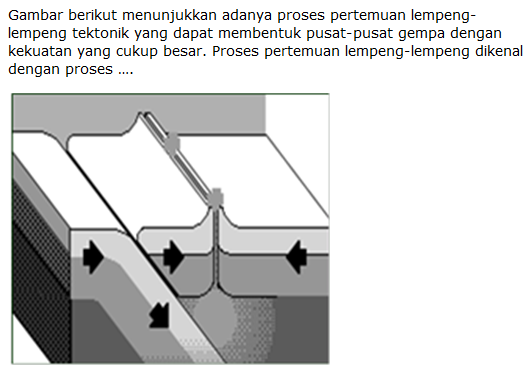 Gambar berikut menunjukkan adanya proses pertemuan lempeng-
lempeng tektonik yang dapat membentuk pusat-pusat gempa dengan
kekuatan yang cukup besar. Proses pertemuan lempeng-lempeng dikenal
dengan proses ....